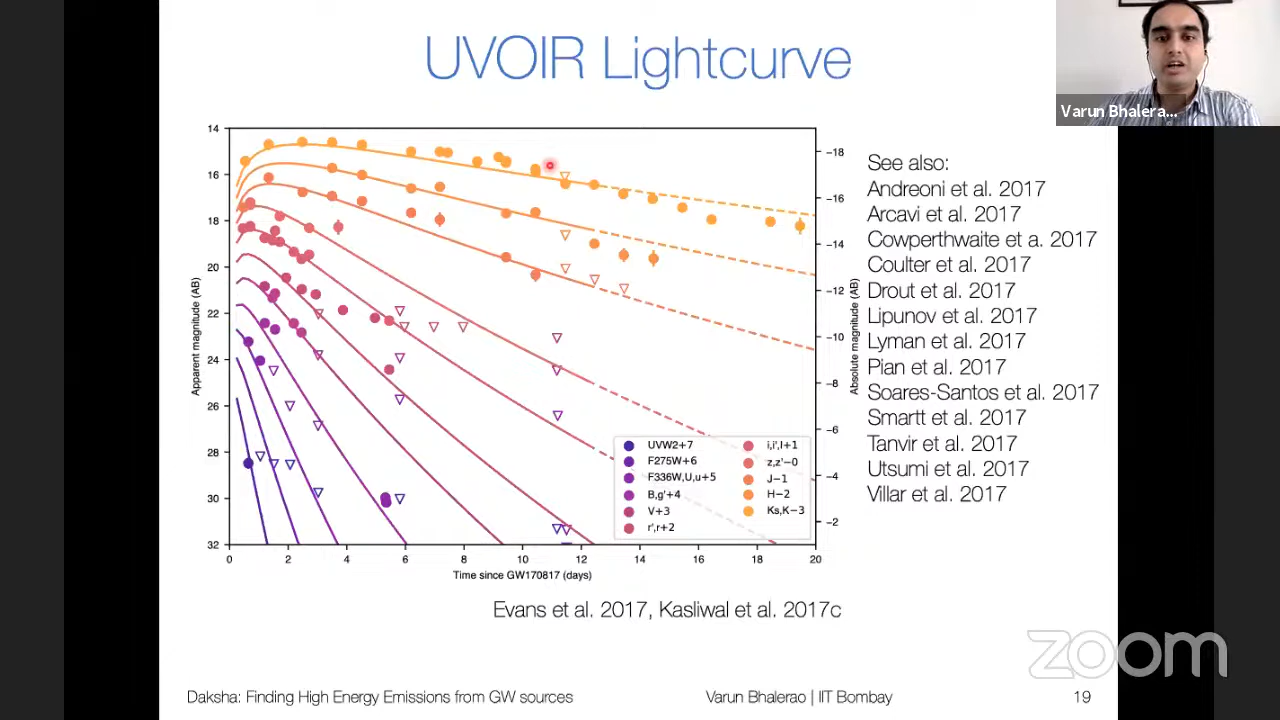 UVOIR Lightcurve
Varun Bhalera...
14
16
18
20
22
24
26
28
30
32
Apparent magnitude (AB)
0
2
4
6
8
10
12
14
16
18
20
Time since GW170817 (days)
−18
−16
−14
−12
−10
−8
−6
−4
−2
Absolute magnitude (AB)
UVW2+7
F275W+6
F336W,U,u+5
B,g'+4
V+3
r',r+2
i,i',I+1
z,z'−0
J−1
H−2
Ks,K−3
See also:
Andreoni et al. 2017
Arcavi et al. 2017
Cowperthwaite et a. 2017
Coulter et al. 2017
Drout et al. 2017
Lipunov et al. 2017
Lyman et al. 2017
Pian et al. 2017
Soares-Santos et al. 2017
Smartt et al. 2017
Tanvir et al. 2017
Utsumi et al. 2017
Villar et al. 2017
Evans et al. 2017, Kasliwal et al. 2017c
zoom
Daksha: Finding High Energy Emissions from GW sources
Varun Bhalerao | IIT Bombay
19